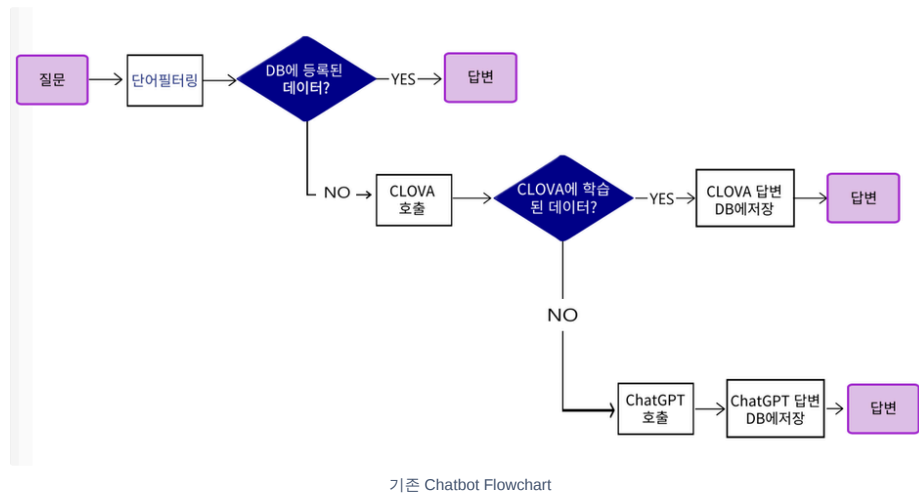 질문
단어필터링
DB에 등록된
데이터?
YES
답변
NO
CLOVA
호출
CLOVA에 학습
된 데이터?
YES
CLOVA 답변
DB에저장
답변
NO
ChatGPT
호출
ChatGPT 답변
DB에저장
답변
기존 Chatbot Flowchart